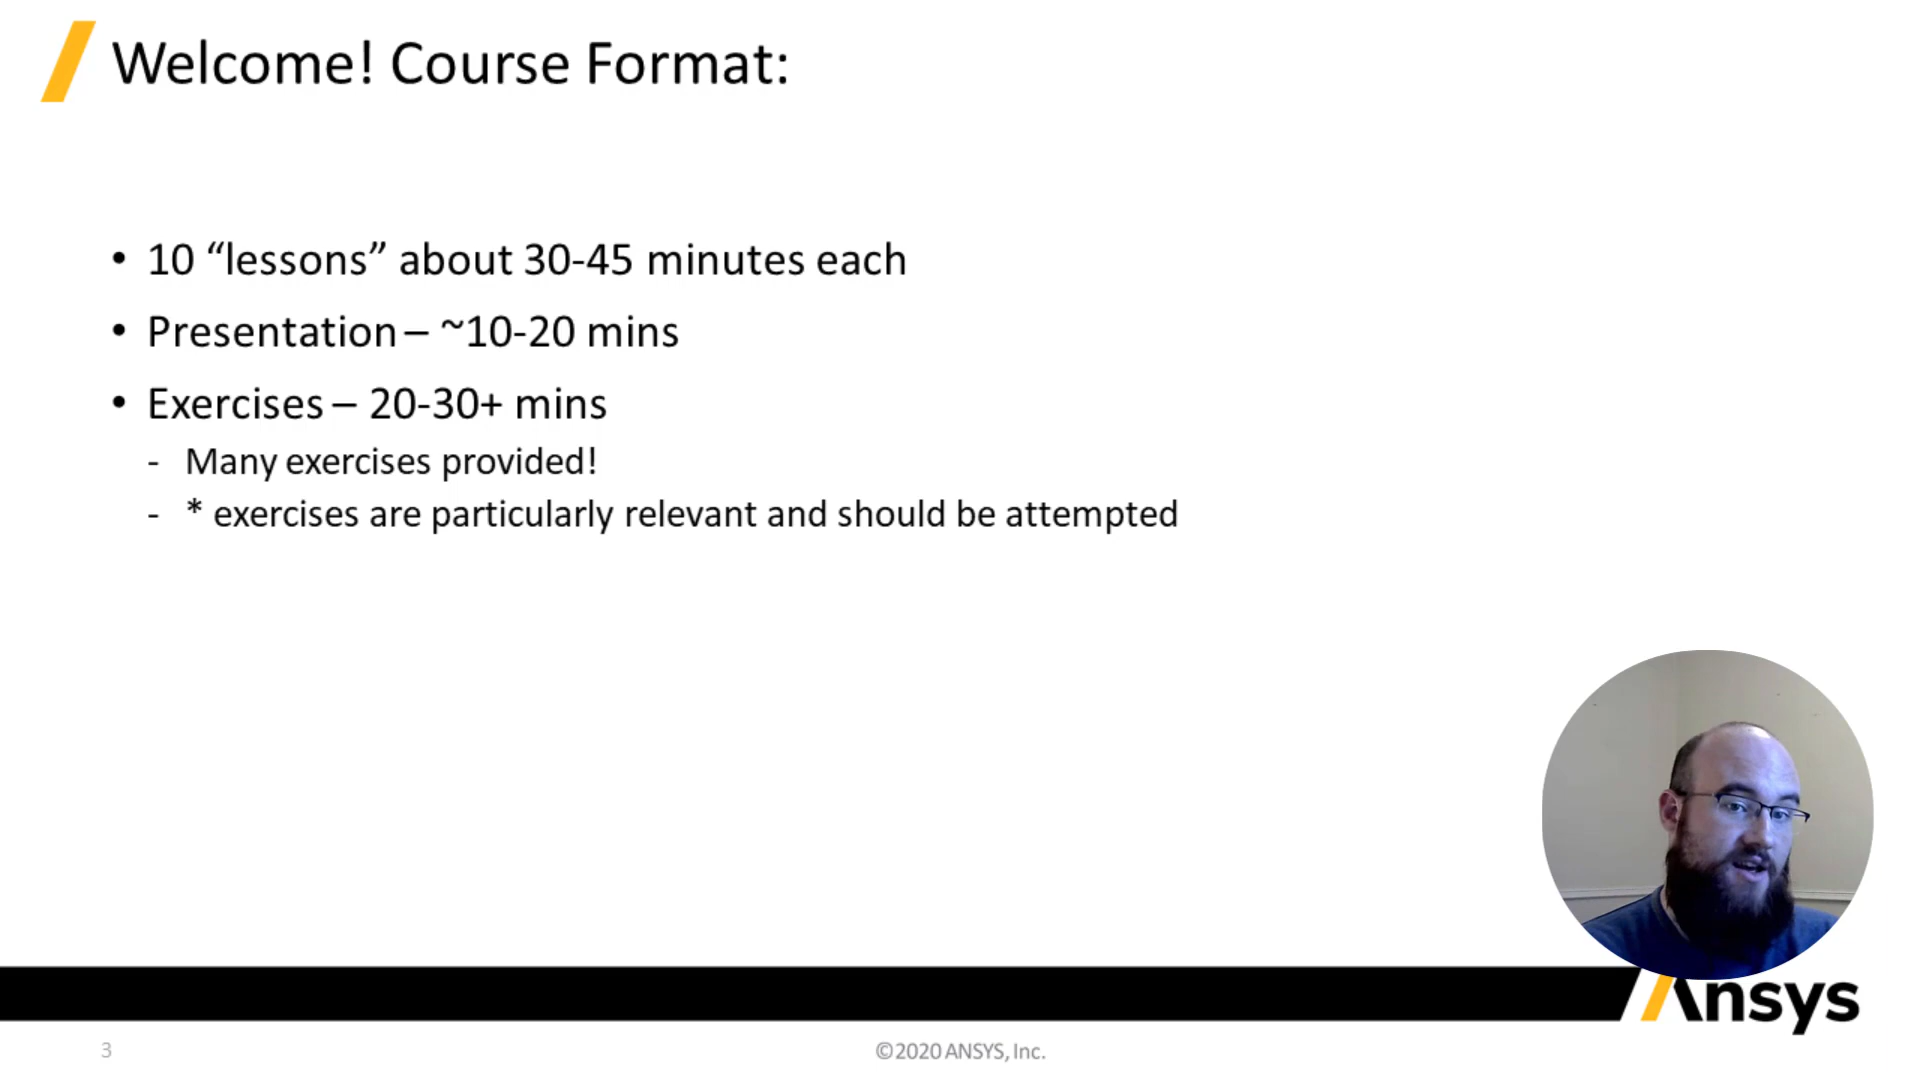 Welcome! Course Format:
• 10 “lessons” about 30-45 minutes each
• Presentation – ~10-20 mins
• Exercises – 20-30+ mins
- Many exercises provided!
- * exercises are particularly relevant and should be attempted
Ansys
3
©2020 ANSYS, Inc.